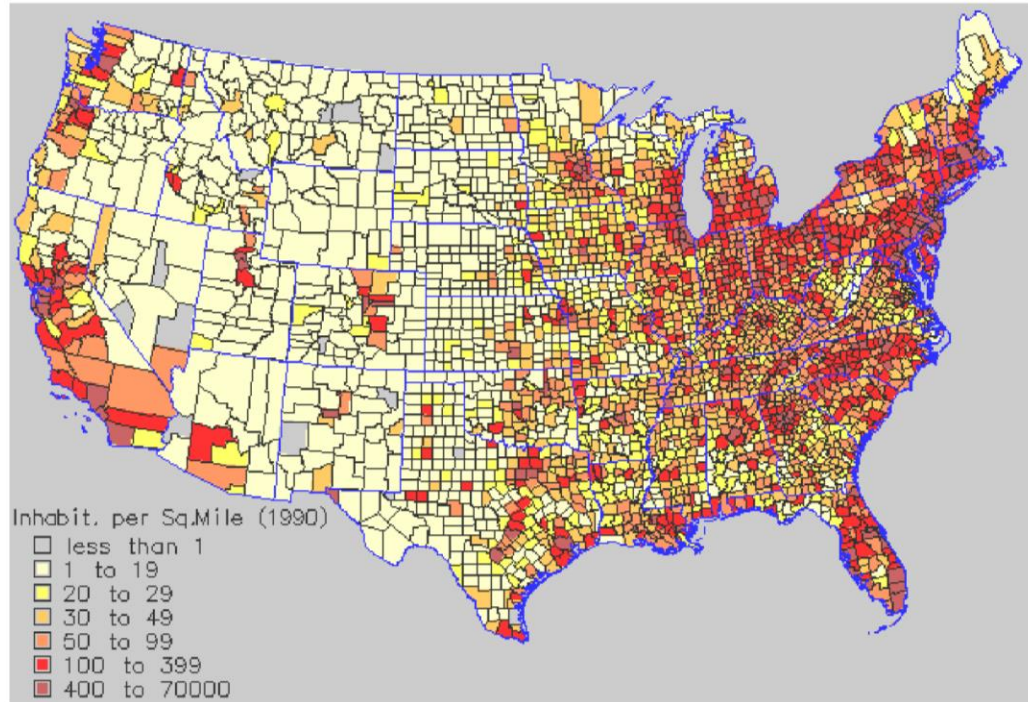 Inhabit. per Sq.Mile (1990)
less than 1
1 to 19
20 to 29
30 to 49
50 to 99
100 to 399
400 to 70000